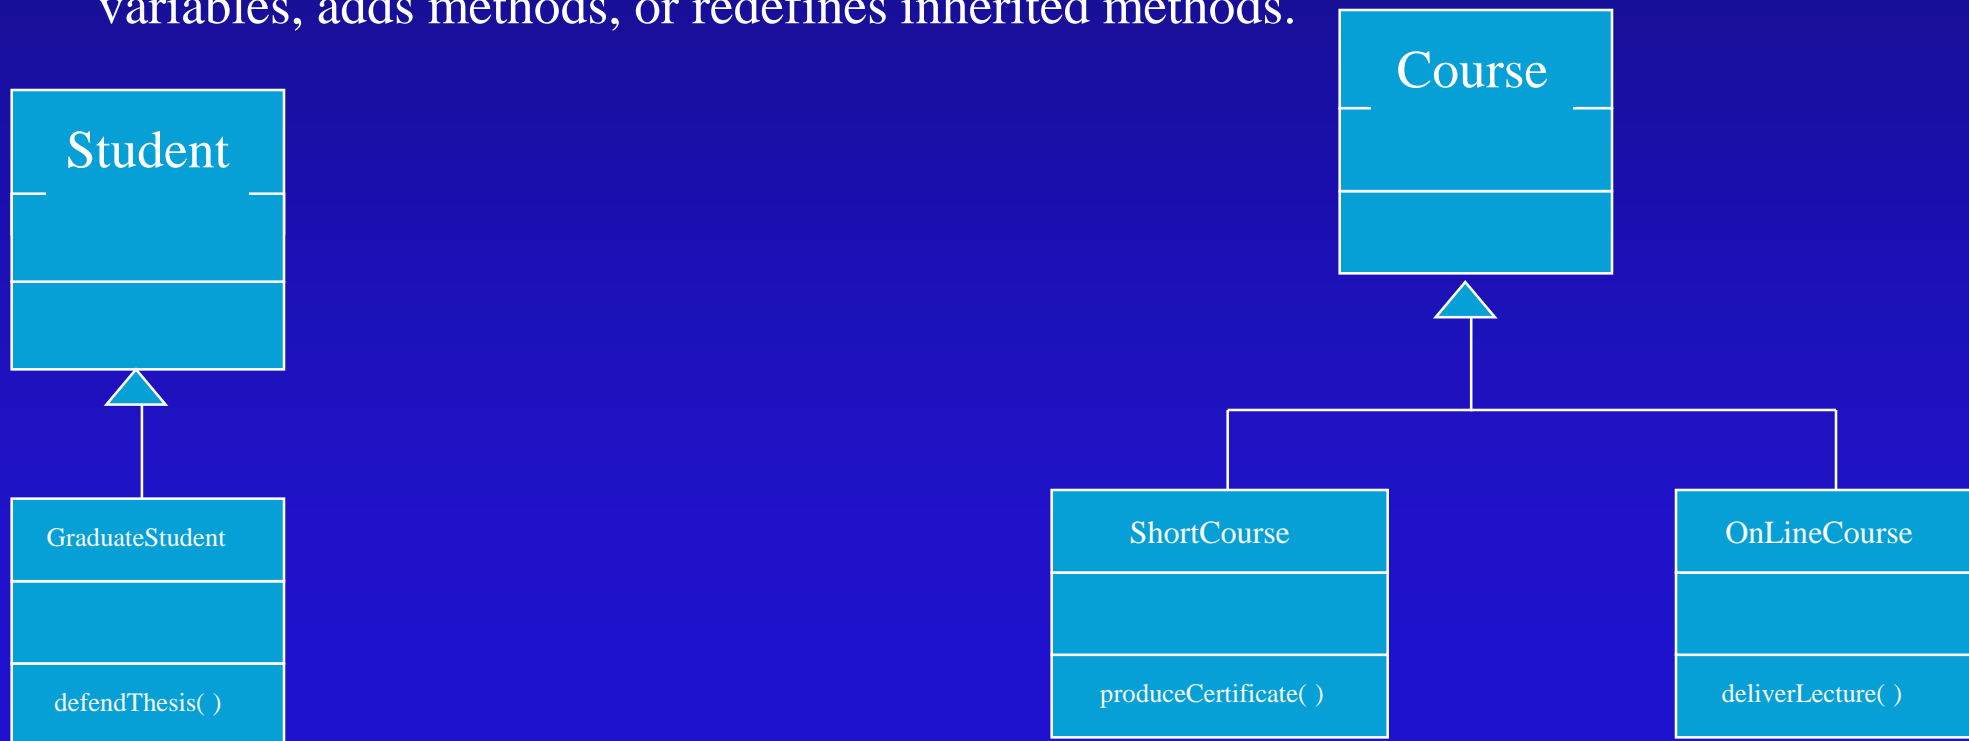 variables, adds methods, or redefines inherited methods.
Course
Student
GraduateStudent
defendThesis( )
ShortCourse
produceCertificate( )
OnLineCourse
deliverLecture( )